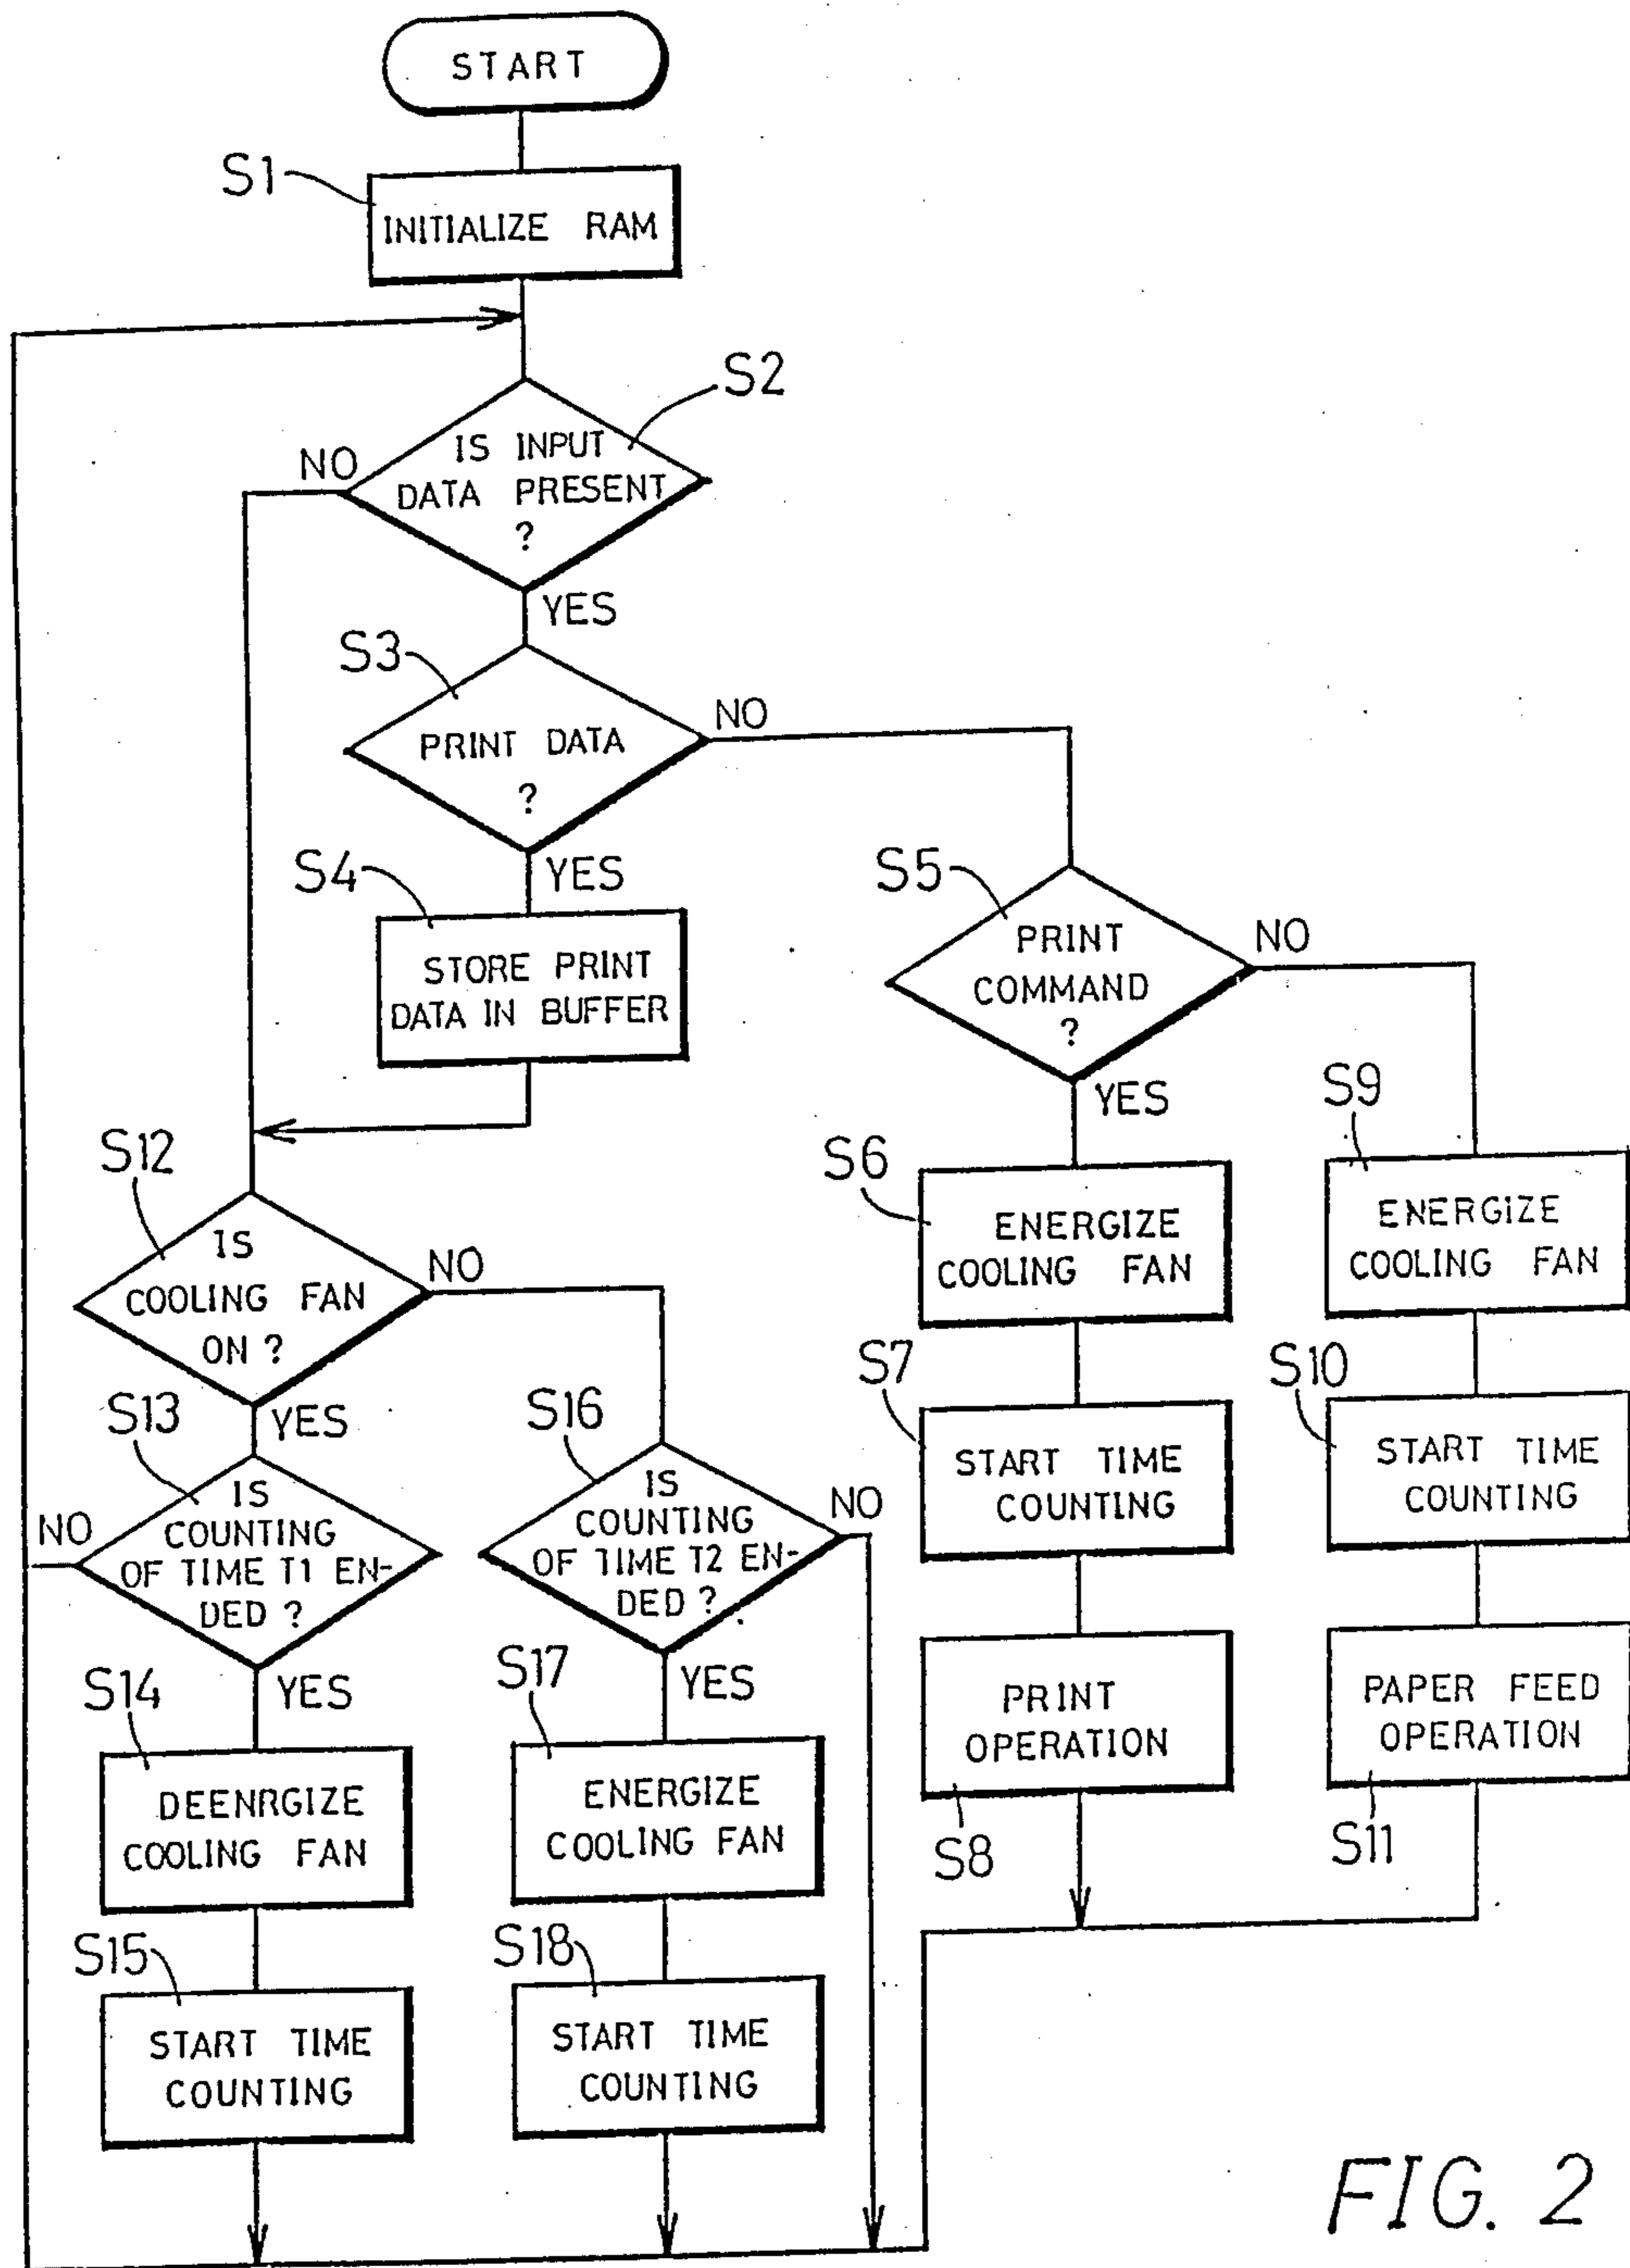 START
S1
INITIALIZE RAM
S2
NO
IS INPUT
DATA PRESENT
?
YES
S3
NO
PRINT DATA
?
YES
S4
STORE PRINT
DATA IN BUFFER
S5
NO
PRINT
COMMAND
?
YES
S6
ENERGIZE
COOLING FAN
S7
START TIME
COUNTING
PRINT
OPERATION
S8
S9
ENERGIZE
COOLING FAN
S10
START TIME
COUNTING
PAPER FEED
OPERATION
S11
S12
IS
COOLING FAN
ON ?
NO
YES
S13
IS
COUNTING
OF TIME T1 EN-
DED ?
NO
YES
S14
DEENRGIZE
COOLING FAN
S15
START TIME
COUNTING
S16
IS
COUNTING
OF TIME T2 EN-
DED ?
NO
YES
S17
ENERGIZE
COOLING FAN
S18
START TIME
COUNTING
FIG. 2